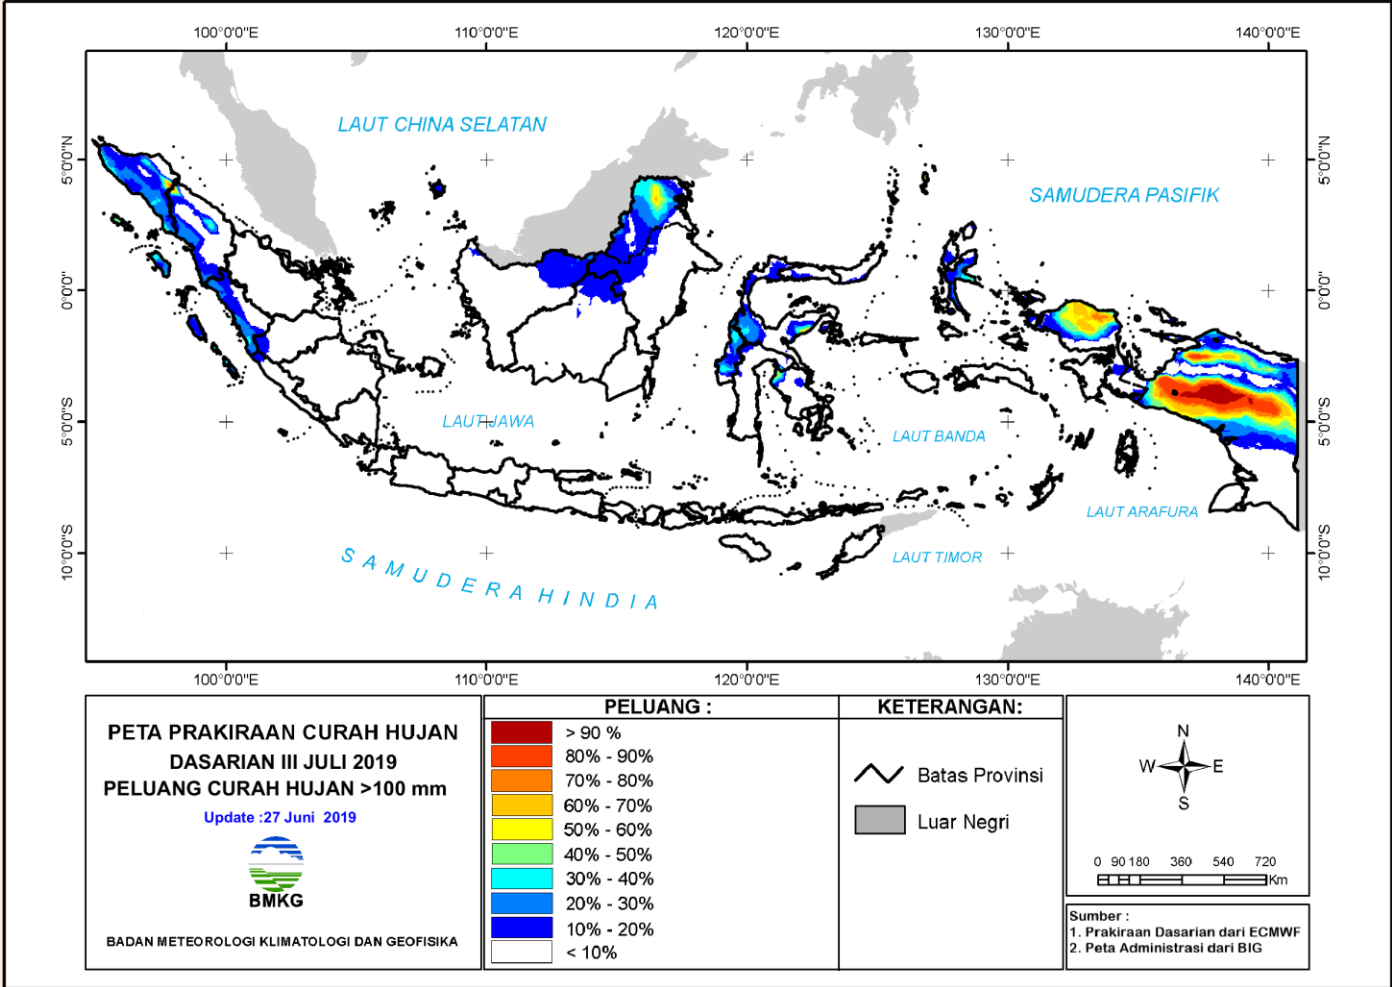 100°0'0"E 110°0'0"E 120°0'0"E 130°0'0"E 140°0'0"E
LAUT CHINA SELATAN
5°0'0"N
5°0'0"N
SAMUDERA PASIFIK
0°0'0"
0°0'0"
LAUT JAWA
5°0'0"S
5°0'0"S
LAUT BANDA
LAUT ARAFURA
10°0'0"S
10°0'0"S
LAUT TIMOR
SAMUDERA HINDIA
100°0'0"E 110°0'0"E 120°0'0"E 130°0'0"E 140°0'0"E
PETA PRAKIRAAN CURAH HUJAN
DASARIAN III JULI 2019
PELUANG CURAH HUJAN >100 mm
Update :27 Juni 2019
BMKG
BADAN METEOROLOGI KLIMATOLOGI DAN GEOFISIKA
PELUANG :
> 90 %
80% - 90%
70% - 80%
60% - 70%
50% - 60%
40% - 50%
30% - 40%
20% - 30%
10% - 20%
< 10%
KETERANGAN:
Batas Provinsi
Luar Negri
N
W E
S
0 90 180 360 540 720
Km
Sumber :
1. Prakiraan Dasarian dari ECMWF
2. Peta Administrasi dari BIG